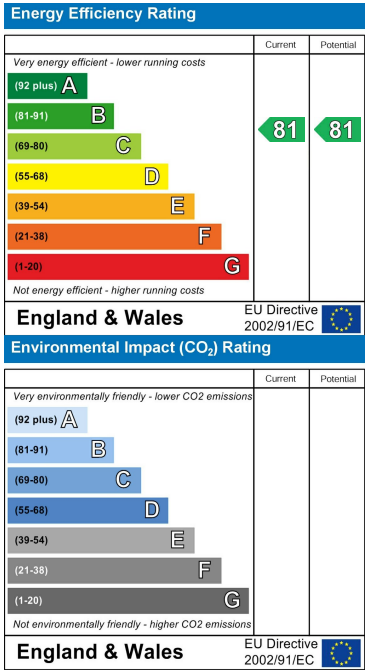 Energy Efficiency Rating
Current Potential
Very energy efficient - lower running costs
(92 plus) A
(81-91) B
81 81
(69-80) C
(55-68) D
(39-54) E
(21-38) F
(1-20) G
Not energy efficient - higher running costs
England & Wales EU Directive
2002/91/EC
Environmental Impact (CO₂) Rating
Current Potential
Very environmentally friendly - lower CO2 emissions
(92 plus) A
(81-91) B
(69-80) C
(55-68) D
(39-54) E
(21-38) F
(1-20) G
Not environmentally friendly - higher CO2 emissions
England & Wales EU Directive
2002/91/EC